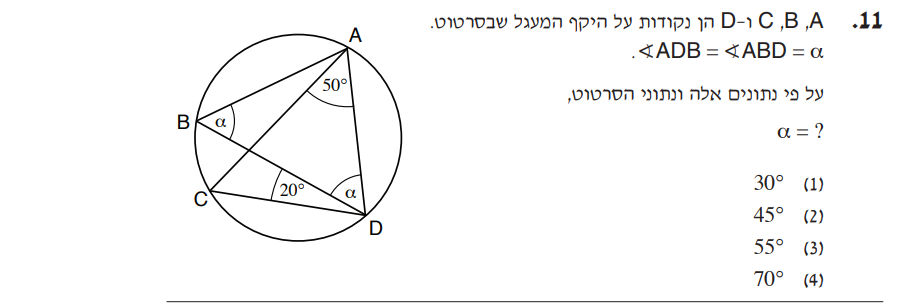 .11 A, B, C ו-D הן נקודות על היקף המעגל שבסרטוט.
∢ADB = ∢ABD = α.
על פי נתונים אלה ונתוני הסרטוט,
α = ?
(1) 30°
(2) 45°
(3) 55°
(4) 70°
A
50°
B
α
20°
α
C
D